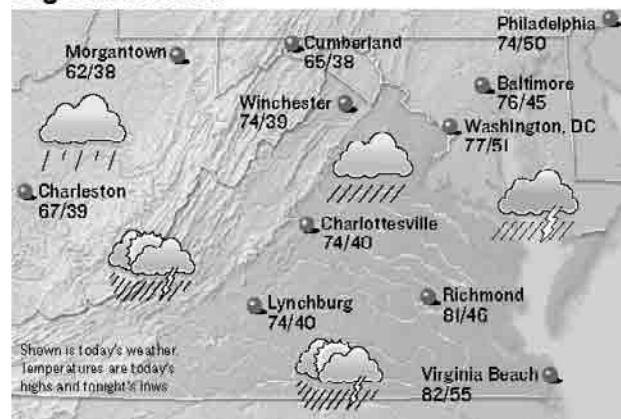 Philadelphia
74/50
Morgantown
62/38
Cumberland
65/38
Baltimore
76/45
Winchester
74/39
Washington, DC
77/51
Charleston
67/39
Charlottesville
74/40
Lynchburg
74/40
Richmond
81/46
Shown is today's weather.
Temperatures are today's
highs and tonight's lows
Virginia Beach
82/55